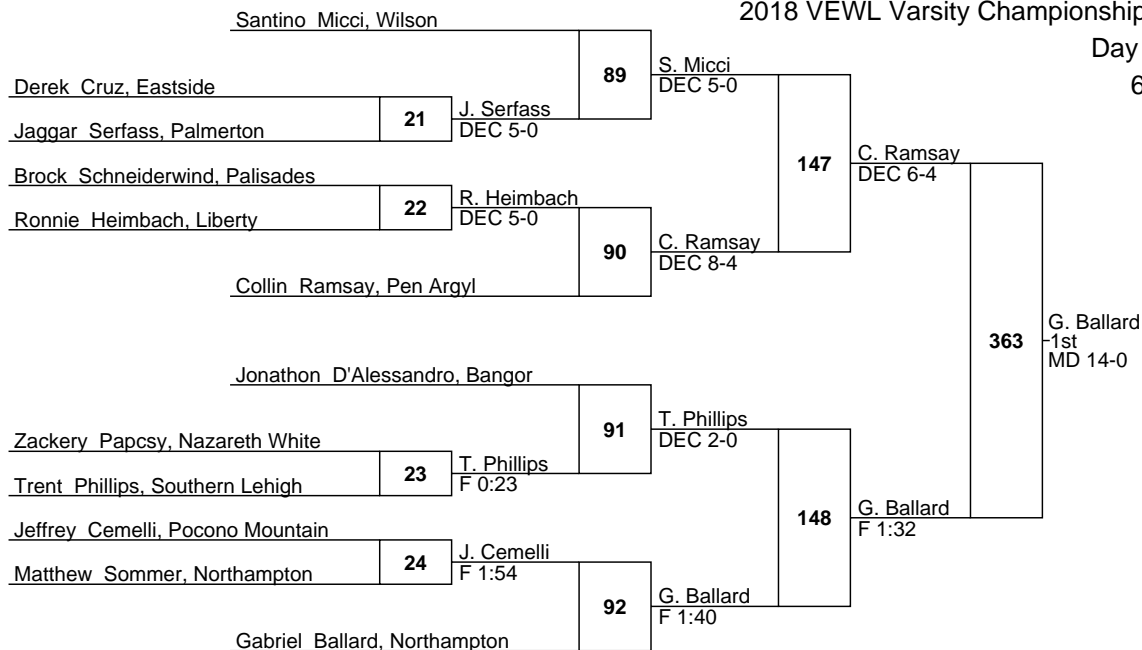 2018 VEWL Varsity Championship
Day
6
Santino Micci, Wilson
89
S. Micci
DEC 5-0
Derek Cruz, Eastside
21
J. Serfass
DEC 5-0
Jaggar Serfass, Palmerton
147
C. Ramsay
DEC 6-4
Brock Schneiderwind, Palisades
22
R. Heimbach
DEC 5-0
Ronnie Heimbach, Liberty
90
C. Ramsay
DEC 8-4
Collin Ramsay, Pen Argyl
363
G. Ballard
1st
MD 14-0
Jonathon D'Alessandro, Bangor
91
T. Phillips
DEC 2-0
Zackery Papcsy, Nazareth White
23
T. Phillips
F 0:23
Trent Phillips, Southern Lehigh
148
G. Ballard
F 1:32
Jeffrey Cemelli, Pocono Mountain
24
J. Cemelli
F 1:54
Matthew Sommer, Northampton
92
G. Ballard
F 1:40
Gabriel Ballard, Northampton